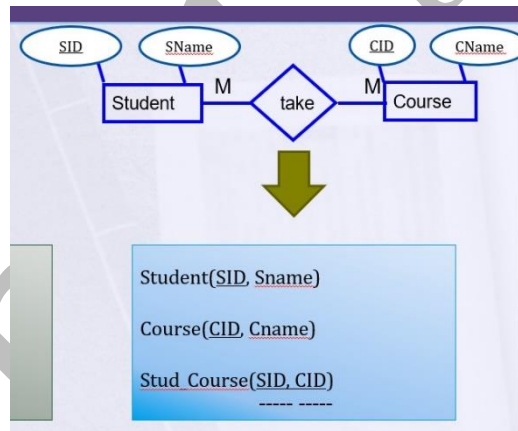 SID SName CID CName
Student M take M Course
Student(SID, Sname)
Course(CID, Cname)
Stud_Course(SID, CID)